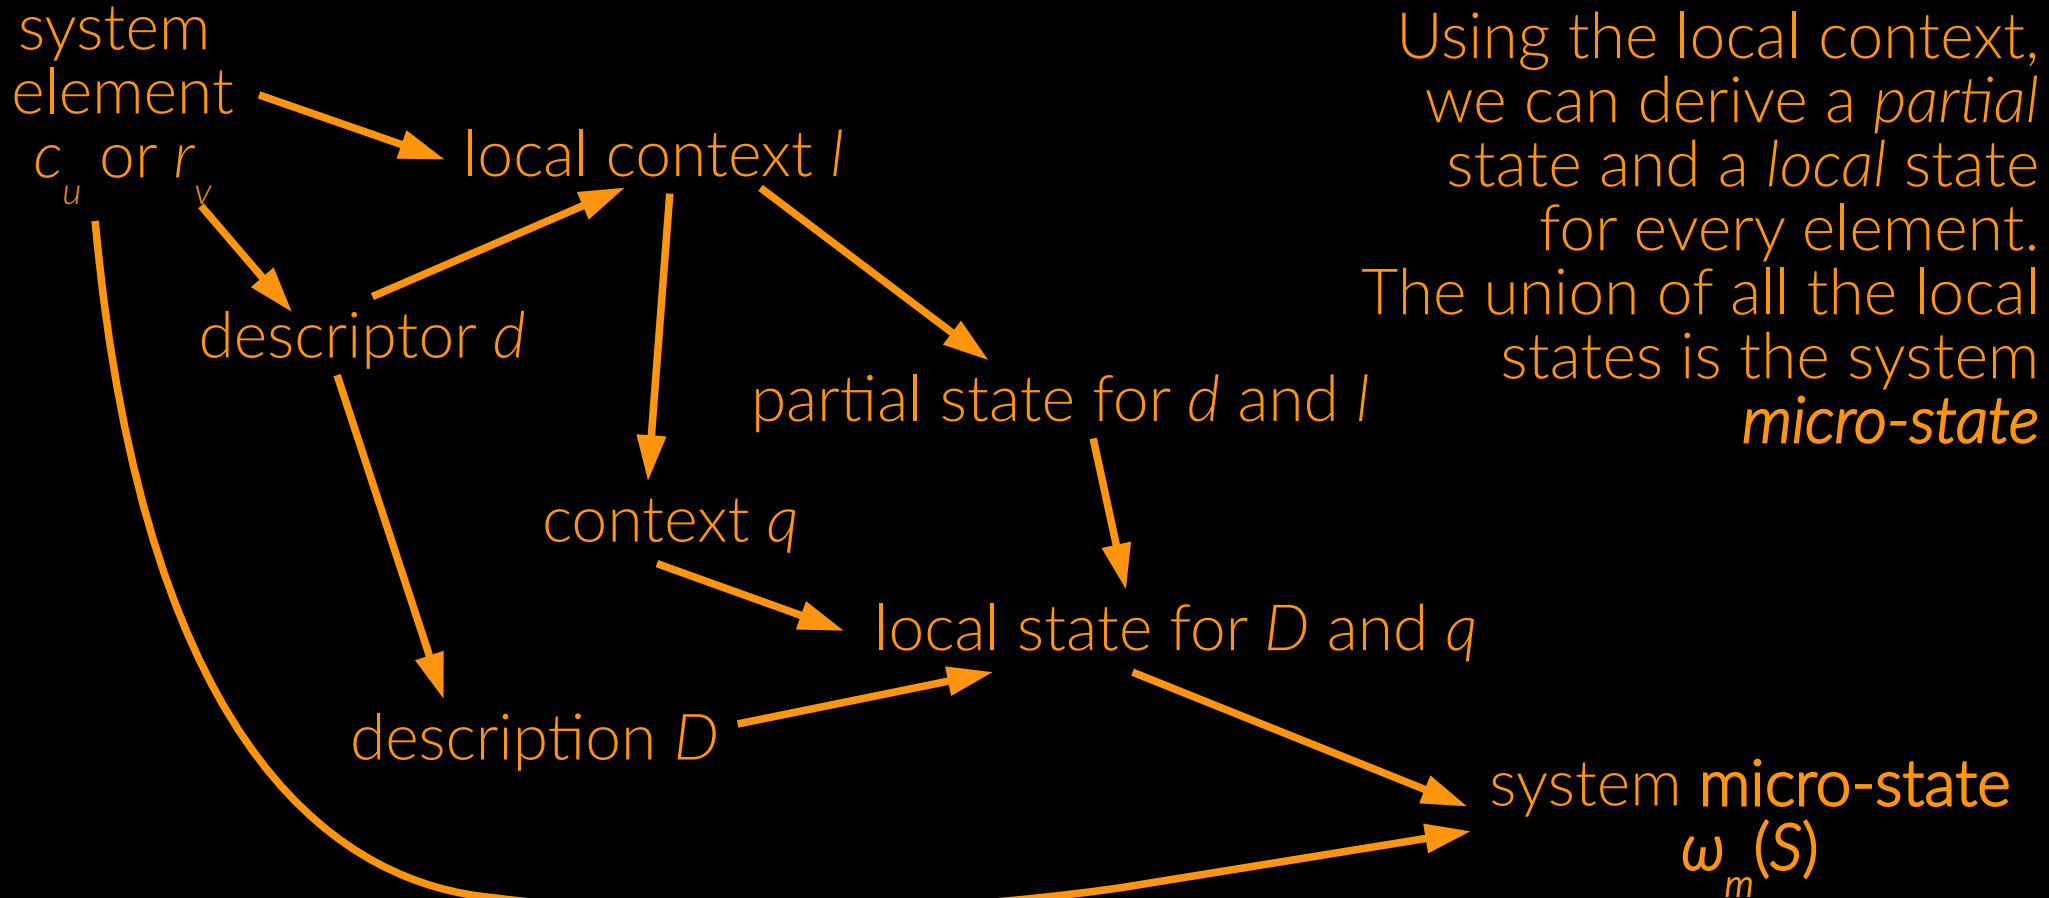 system
element
c_u or r_v
local context l
descriptor d
partial state for d and l
context q
local state for D and q
description D
system micro-state
ω_m(S)
Using the local context,
we can derive a partial
state and a local state
for every element.
The union of all the local
states is the system
micro-state